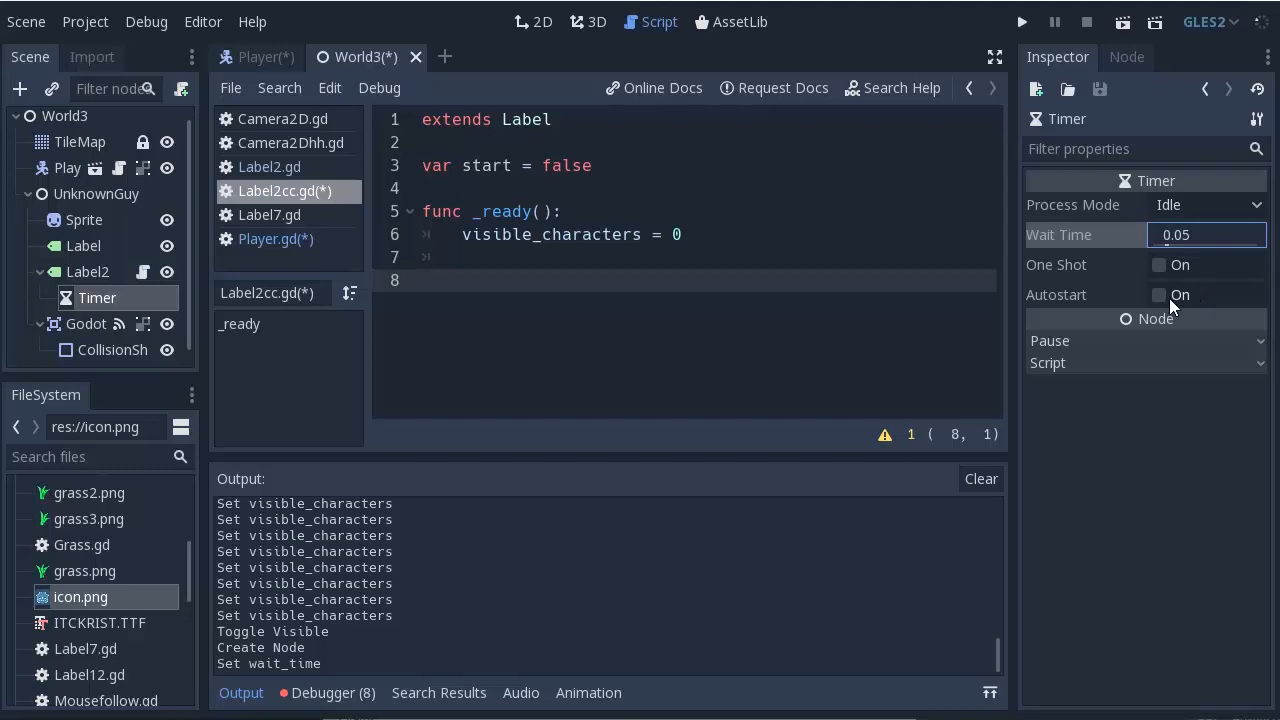 Scene Project Debug Editor Help
2D 3D Script AssetLib
GLES2
Scene Import
Filter node
World3
TileMap
Play
UnknownGuy
Sprite
Label
Label2
Timer
Godot
CollisionSh
FileSystem
res://icon.png
Search files
grass2.png
grass3.png
Grass.gd
grass.png
icon.png
ITCKRIST.TTF
Label7.gd
Label12.gd
Mousefollow.gd
Player(*) World3(*)
File Search Edit Debug
Online Docs Request Docs Search Help
Camera2D.gd
Camera2Dhh.gd
Label2.gd
Label2cc.gd(*)
Label7.gd
Player.gd(*)
Label2cc.gd(*)
_ready
1 extends Label
2
3 var start = false
4
5 func _ready():
6 visible_characters = 0
7
8
1 ( 8, 1)
Output:
Clear
Set visible_characters
Set visible_characters
Set visible_characters
Set visible_characters
Set visible_characters
Set visible_characters
Set visible_characters
Set visible_characters
Toggle Visible
Create Node
Set wait_time
Output Debugger (8) Search Results Audio Animation
Inspector Node
Timer
Filter properties
Timer
Process Mode Idle
Wait Time 0.05
One Shot On
Autostart On
Node
Pause
Script